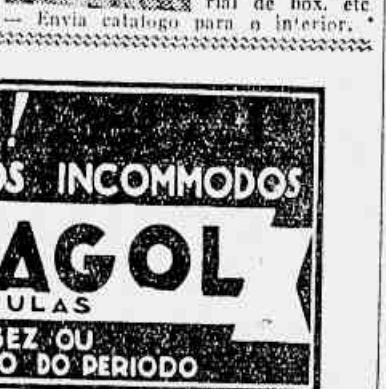 rial de box, etc
— Envia catalogo para o interior.
!
OS INCOMMODOS
AGOL
ULAS
EZ OU
O DO PERIODO